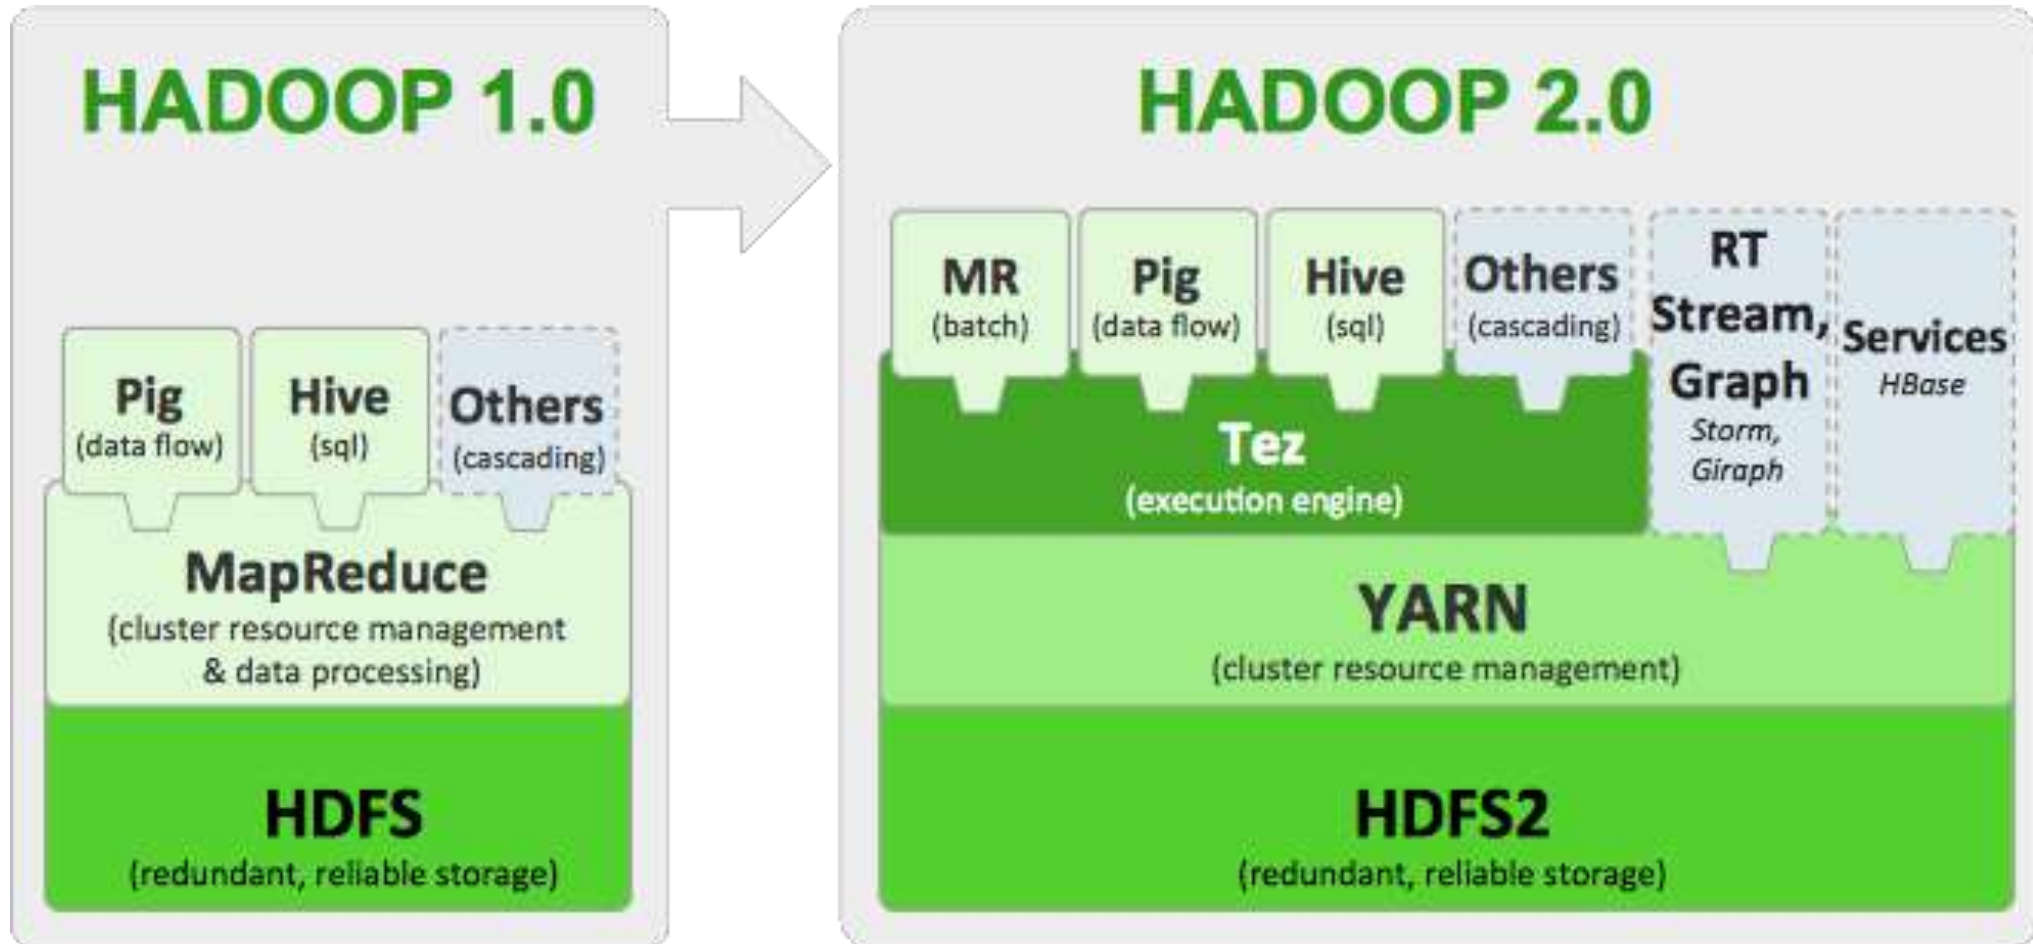 HADOOP 1.0
Pig
(data flow)
Hive
(sql)
Others
(cascading)
MapReduce
(cluster resource management
& data processing)
HDFS
(redundant, reliable storage)
HADOOP 2.0
MR
(batch)
Pig
(data flow)
Hive
(sql)
Others
(cascading)
RT
Stream,
Graph
Storm,
Giraph
Services
HBase
Tez
(execution engine)
YARN
(cluster resource management)
HDFS2
(redundant, reliable storage)